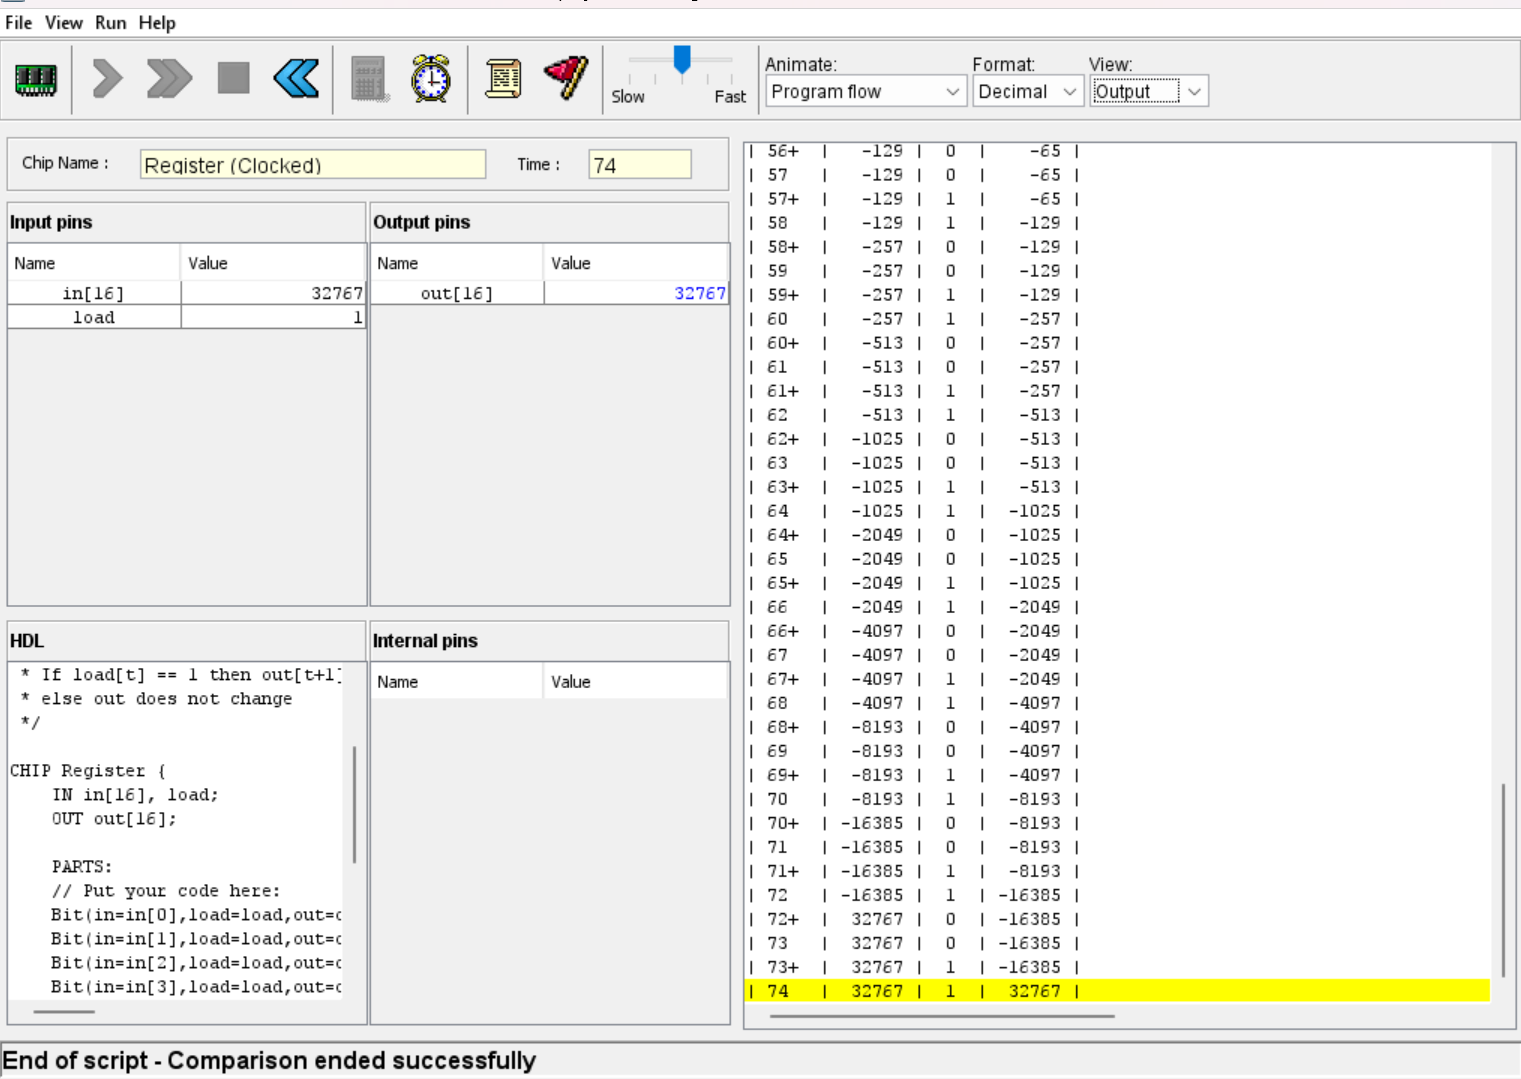 File View Run Help
Animate: Format: View:
Slow Fast Program flow Decimal Output
Chip Name : Register (Clocked) Time : 74
Input pins
Name Value
in[16] 32767
load 1
Output pins
Name Value
out[16] 32767
HDL
* If load[t] == 1 then out[t+1]
* else out does not change
*/
CHIP Register {
IN in[16], load;
OUT out[16];
PARTS:
// Put your code here:
Bit(in=in[0],load=load,out=
Bit(in=in[1],load=load,out=
Bit(in=in[2],load=load,out=
Bit(in=in[3],load=load,out=
Internal pins
Name Value
| 56+ | -129 | 0 | -65 |
| 57 | -129 | 0 | -65 |
| 57+ | -129 | 1 | -65 |
| 58 | -129 | 1 | -129 |
| 58+ | -257 | 0 | -129 |
| 59 | -257 | 0 | -129 |
| 59+ | -257 | 1 | -129 |
| 60 | -257 | 1 | -257 |
| 60+ | -513 | 0 | -257 |
| 61 | -513 | 0 | -257 |
| 61+ | -513 | 1 | -257 |
| 62 | -513 | 1 | -513 |
| 62+ | -1025 | 0 | -513 |
| 63 | -1025 | 0 | -513 |
| 63+ | -1025 | 1 | -513 |
| 64 | -1025 | 1 | -1025 |
| 64+ | -2049 | 0 | -1025 |
| 65 | -2049 | 0 | -1025 |
| 65+ | -2049 | 1 | -1025 |
| 66 | -2049 | 1 | -2049 |
| 66+ | -4097 | 0 | -2049 |
| 67 | -4097 | 0 | -2049 |
| 67+ | -4097 | 1 | -2049 |
| 68 | -4097 | 1 | -4097 |
| 68+ | -8193 | 0 | -4097 |
| 69 | -8193 | 0 | -4097 |
| 69+ | -8193 | 1 | -4097 |
| 70 | -8193 | 1 | -8193 |
| 70+ | -16385 | 0 | -8193 |
| 71 | -16385 | 0 | -8193 |
| 71+ | -16385 | 1 | -8193 |
| 72 | -16385 | 1 | -16385 |
| 72+ | 32767 | 0 | -16385 |
| 73 | 32767 | 0 | -16385 |
| 73+ | 32767 | 1 | -16385 |
| 74 | 32767 | 1 | 32767 |
End of script - Comparison ended successfully